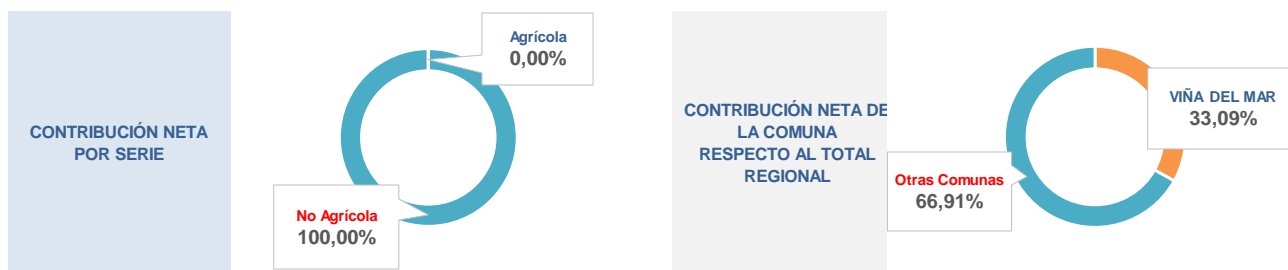 CONTRIBUCIÓN NETA
POR SERIE
Agrícola
0,00%
No Agrícola
100,00%
CONTRIBUCIÓN NETA DE
LA COMUNA
RESPECTO AL TOTAL
REGIONAL
VIÑA DEL MAR
33,09%
Otras Comunas
66,91%